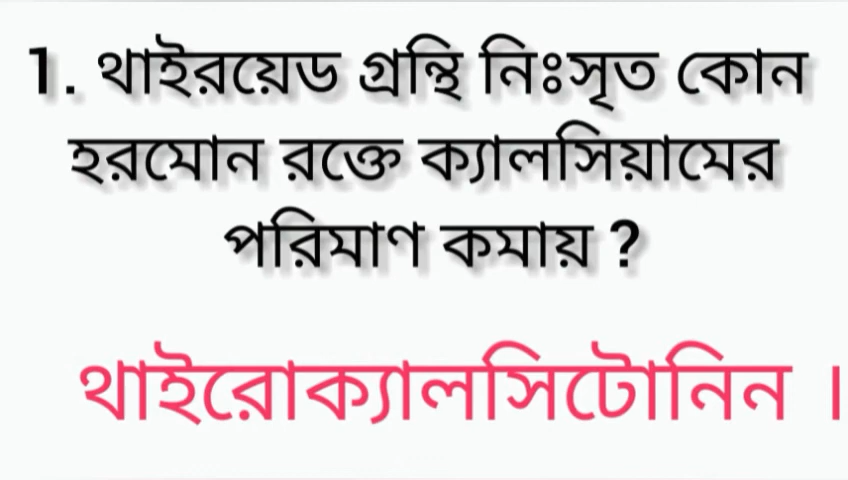 1. থাইরয়েড গ্রন্থি নিঃসৃত কোন
হরমোন রক্তে ক্যালসিয়ামের
পরিমাণ কমায় ?
থাইরোক্যালসিটোনিন ।